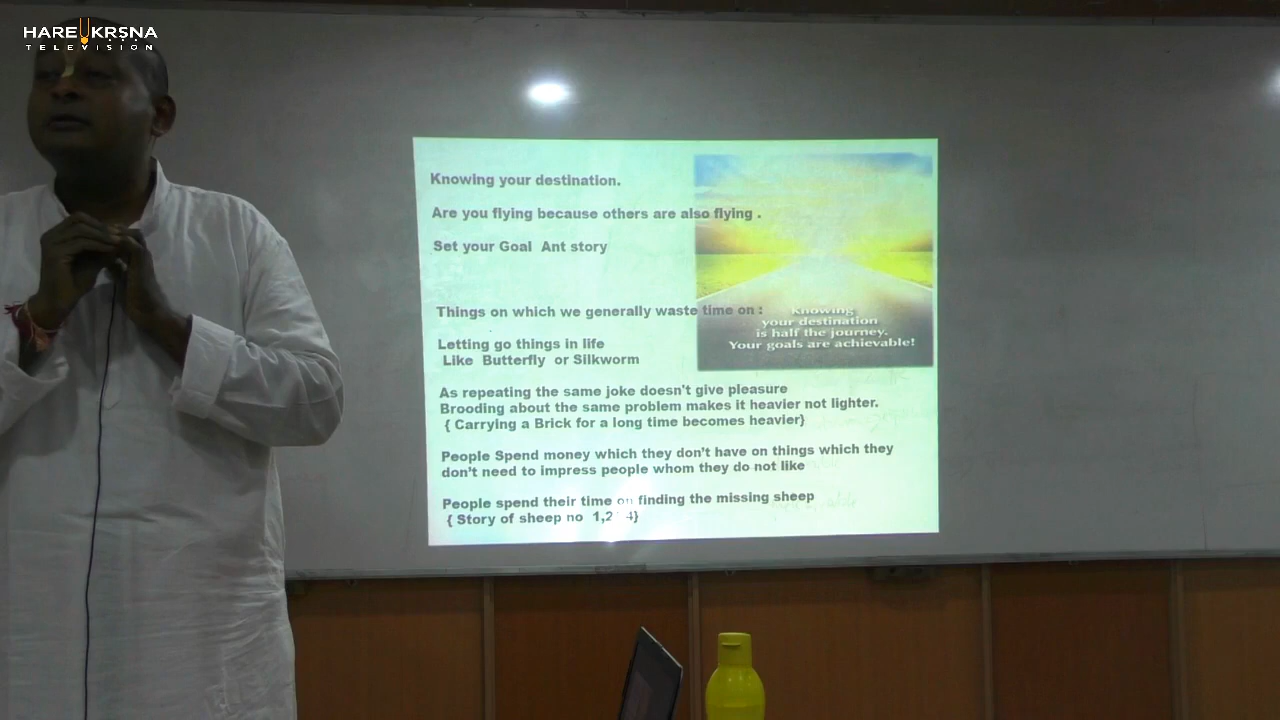 HARE KRSNA
TELEVISION
Knowing your destination.
Are you flying because others are also flying .
Set your Goal Ant story
Things on which we generally waste time on :
Knowing
your destination
is half the journey.
Your goals are achievable!
Letting go things in life
Like Butterfly or Silkworm
As repeating the same joke doesn't give pleasure
Brooding about the same problem makes it heavier not lighter.
{ Carrying a Brick for a long time becomes heavier}
People Spend money which they don't have on things which they
don't need to impress people whom they do not like
People spend their time on finding the missing sheep
{ Story of sheep no 1,2 4}